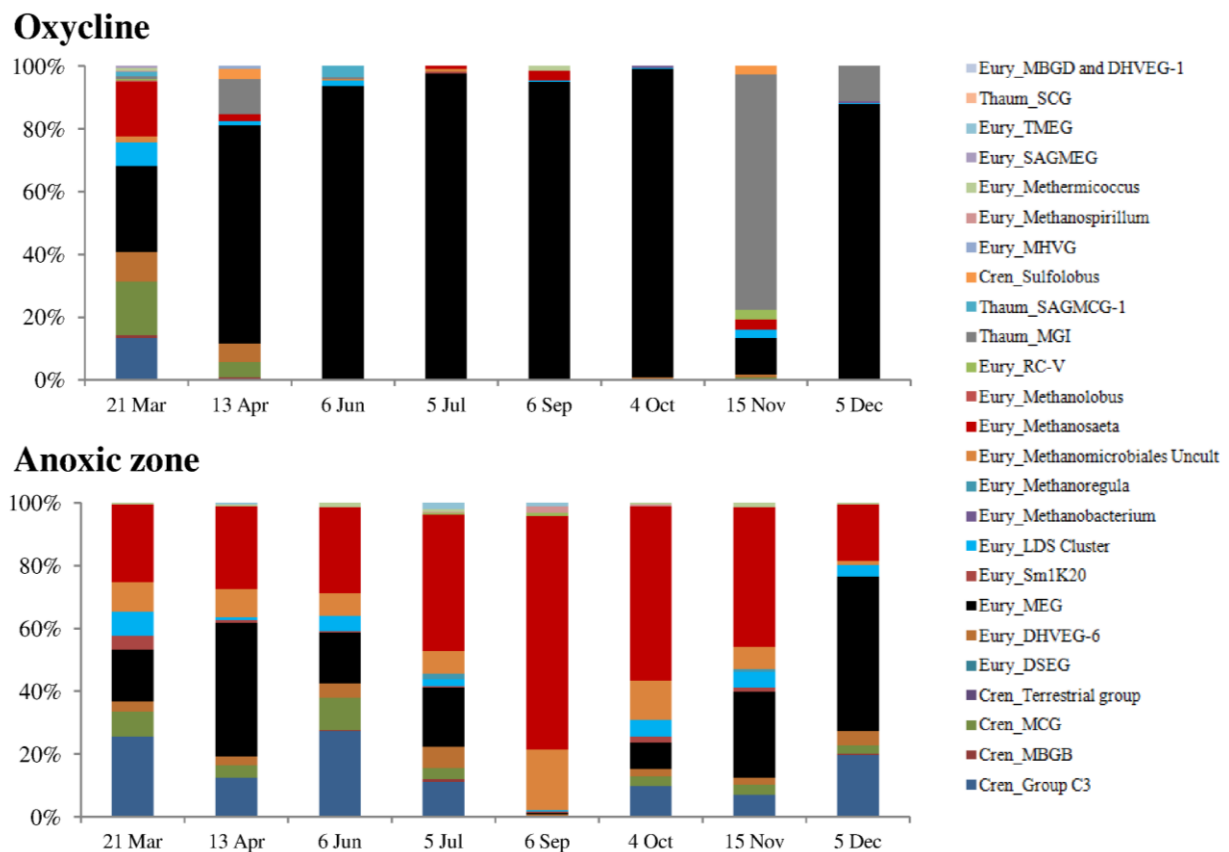 Oxycline
100%
80%
60%
40%
20%
0%
21 Mar
13 Apr
6 Jun
5 Jul
6 Sep
4 Oct
15 Nov
5 Dec
Anoxic zone
100%
80%
60%
40%
20%
0%
21 Mar
13 Apr
6 Jun
5 Jul
6 Sep
4 Oct
15 Nov
5 Dec
Eury_MBGD and DHVEG-1
Thaum_SCG
Eury_TMEG
Eury_SAGMEG
Eury_Methermicoccus
Eury_Methanospirillum
Eury_MHVG
Cren_Sulfolobus
Thaum_SAGMCG-1
Thaum_MGI
Eury_RC-V
Eury_Methanolobus
Eury_Methanosaeta
Eury_Methanomicrobiales Uncult
Eury_Methanoregula
Eury_Methanobacterium
Eury_LDS Cluster
Eury_Sm1K20
Eury_MEG
Eury_DHVEG-6
Eury_DSEG
Cren_Terrestrial group
Cren_MCG
Cren_MBGB
Cren_Group C3